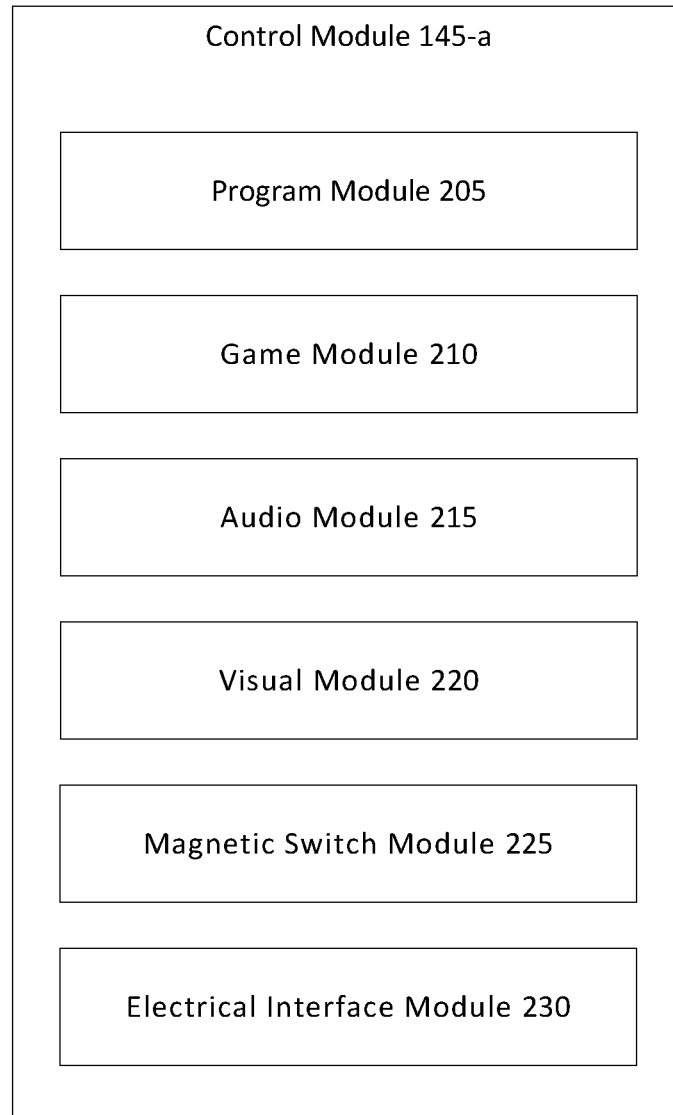 Control Module 145-a
Program Module 205
Game Module 210
Audio Module 215
Visual Module 220
Magnetic Switch Module 225
Electrical Interface Module 230